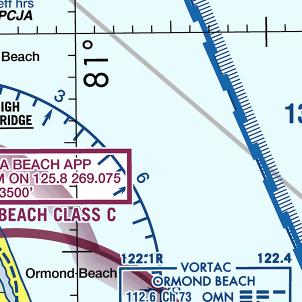 eff hrs
PCJA
Beach
81°
IGH
RIDGE
3
13
A BEACH APP
M ON 125.8 269.075
3500'
6
BEACH CLASS C
122.1R
122.4
VORTAC
Ormond Beach
ORMOND BEACH
112.6 Ch 73 OMN